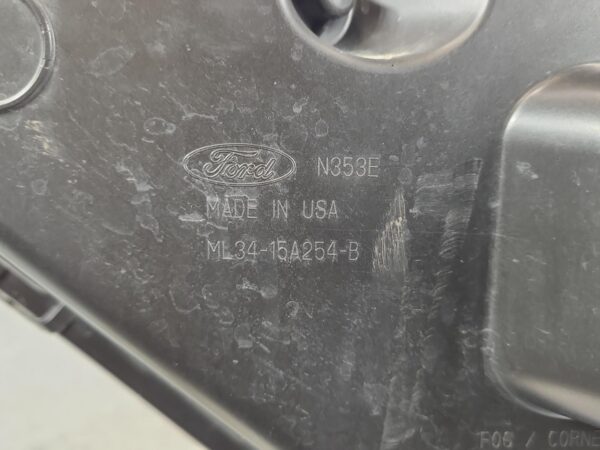 Ford N353E
MADE IN USA
ML34-15A254-B
FOG / CORNE